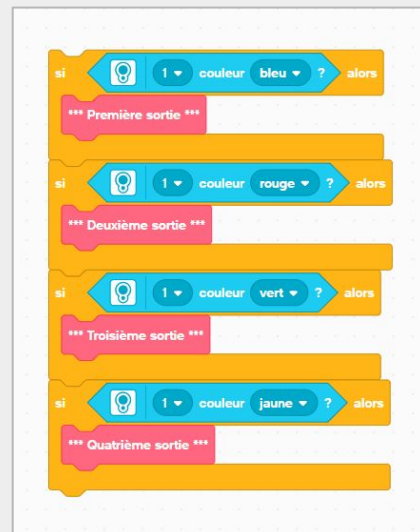 si 1 couleur bleu ? alors
*** Première sortie ***
si 1 couleur rouge ? alors
*** Deuxième sortie ***
si 1 couleur vert ? alors
*** Troisième sortie ***
si 1 couleur jaune ? alors
*** Quatrième sortie ***